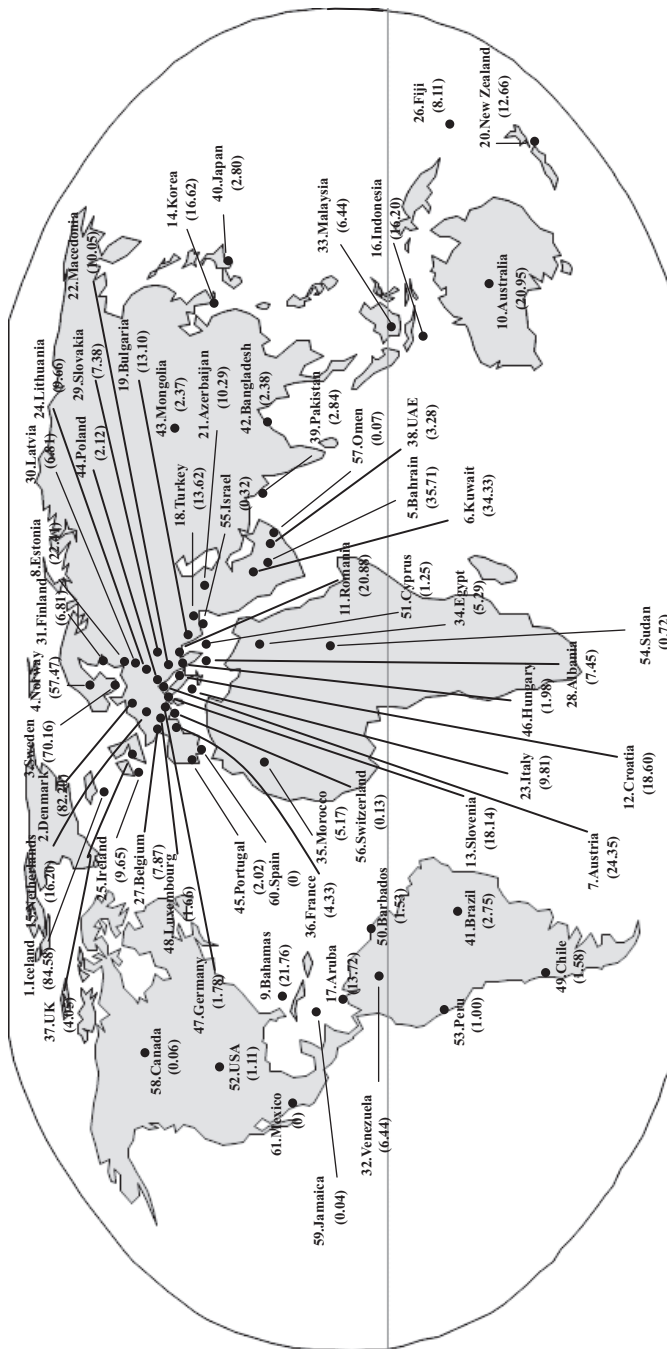 1.Iceland
(84.58)
37.UK
(4.05)
15.Netherlands
(16.20)
2.Denmark
(82.20)
3.Sweden
(70.16)
4.Norway
(57.47)
31.Finland
(6.81)
8.Estonia
(22.44)
30.Latvia
(6.81)
24.Lithuania
(9.66)
44.Poland
(2.12)
29.Slovakia
(7.38)
22.Macedonia
(10.05)
19.Bulgaria
(13.10)
25.Ireland
(9.65)
27.Belgium
(7.87)
48.Luxembourg
(1.66)
47.Germany
(1.78)
58.Canada
(0.06)
52.USA
(1.11)
61.Mexico
(0)
9.Bahamas
(21.76)
17.Aruba
(13.72)
59.Jamaica
(0.04)
32.Venezuela
(6.44)
50.Barbados
(1.53)
41.Brazil
(2.75)
53.Peru
(1.00)
49.Chile
(1.58)
45.Portugal
(2.02)
60.Spain
(0)
36.France
(4.33)
35.Morocco
(5.17)
56.Switzerland
(0.13)
13.Slovenia
(18.14)
7.Austria
(24.35)
23.Italy
(9.81)
12.Croatia
(18.60)
46.Hungary
(1.98)
28.Albania
(7.45)
54.Sudan
(0.72)
34.Egypt
(5.29)
51.Cyprus
(1.25)
11.Romania
(20.88)
6.Kuwait
(34.33)
5.Bahrain
(35.71)
38.UAE
(3.28)
57.Omen
(0.07)
39.Pakistan
(2.84)
42.Bangladesh
(2.38)
21.Azerbaijan
(10.29)
55.Israel
(0.32)
18.Turkey
(13.62)
43.Mongolia
(2.37)
14.Korea
(16.62)
40.Japan
(2.80)
33.Malaysia
(6.44)
16.Indonesia
(16.20)
10.Australia
(20.95)
26.Fiji
(8.11)
20.New Zealand
(12.66)